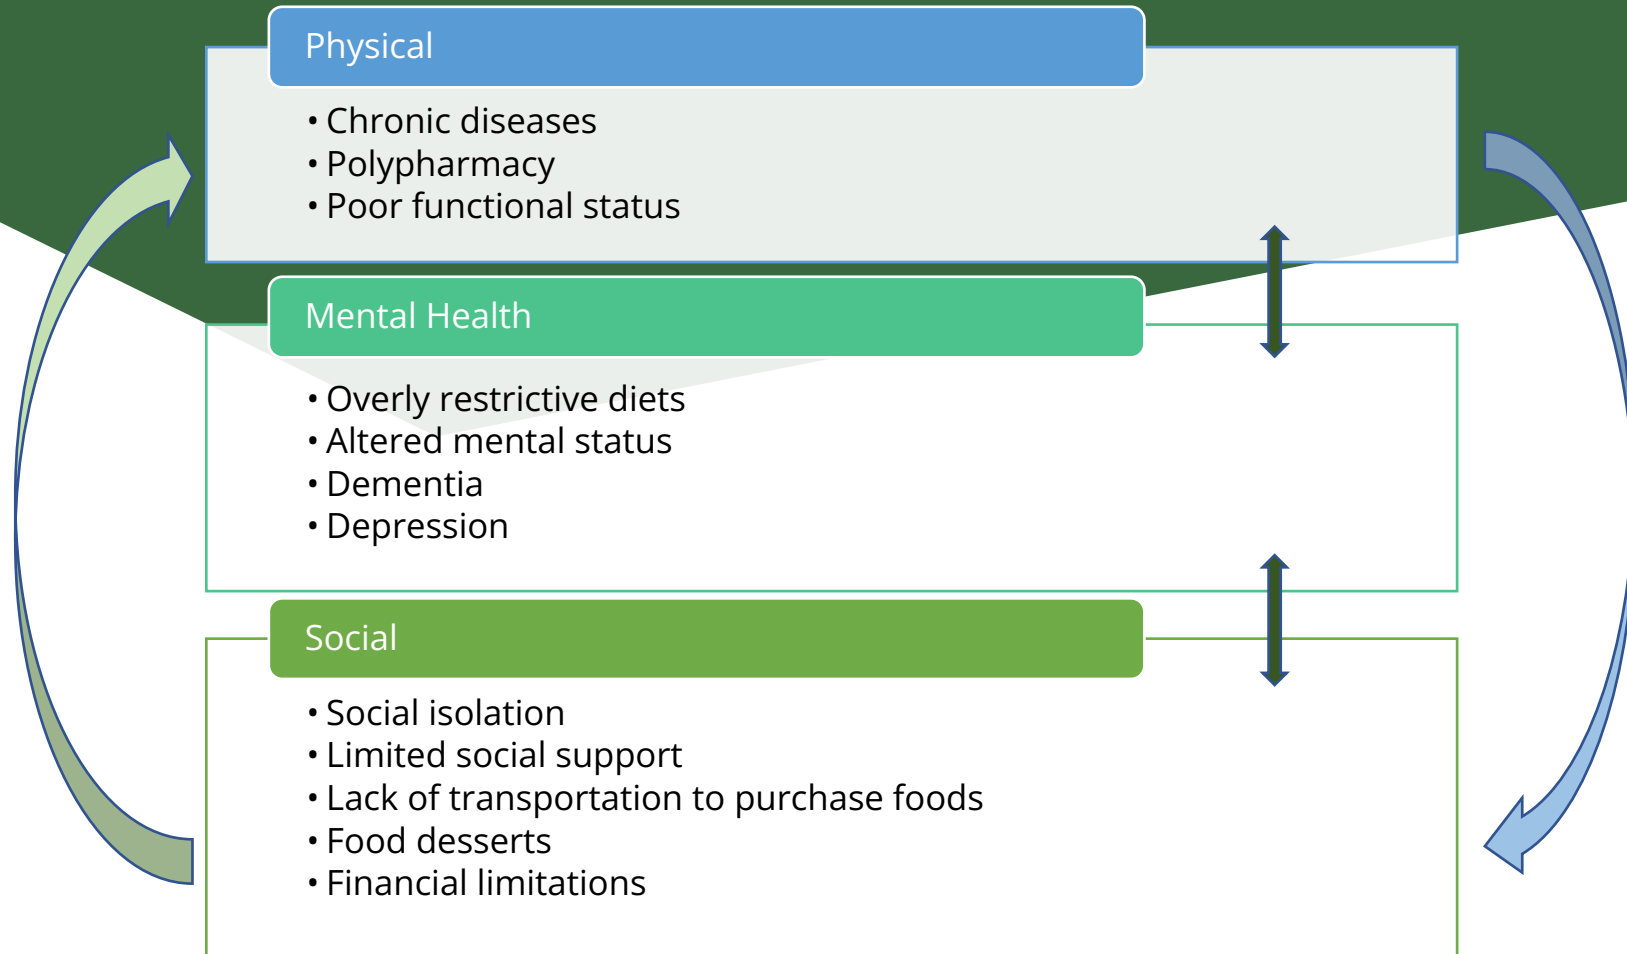 Physical
• Chronic diseases
• Polypharmacy
• Poor functional status
Mental Health
• Overly restrictive diets
• Altered mental status
• Dementia
• Depression
Social
• Social isolation
• Limited social support
• Lack of transportation to purchase foods
• Food desserts
• Financial limitations